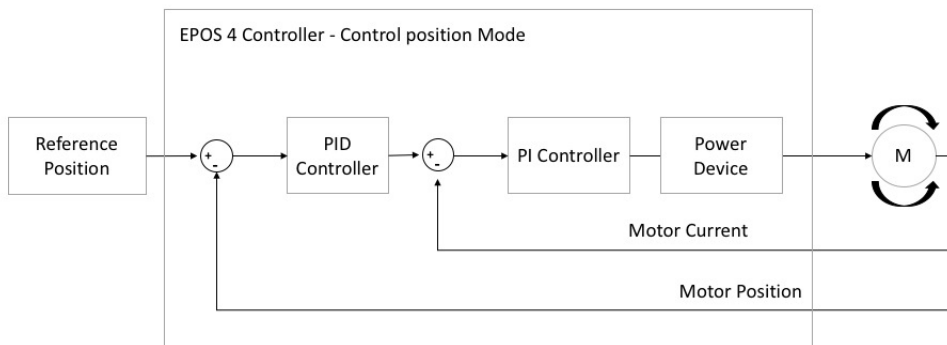 EPOS 4 Controller - Control position Mode
Reference
Position
+
-
PID
Controller
+
-
PI Controller
Power
Device
M
Motor Current
Motor Position